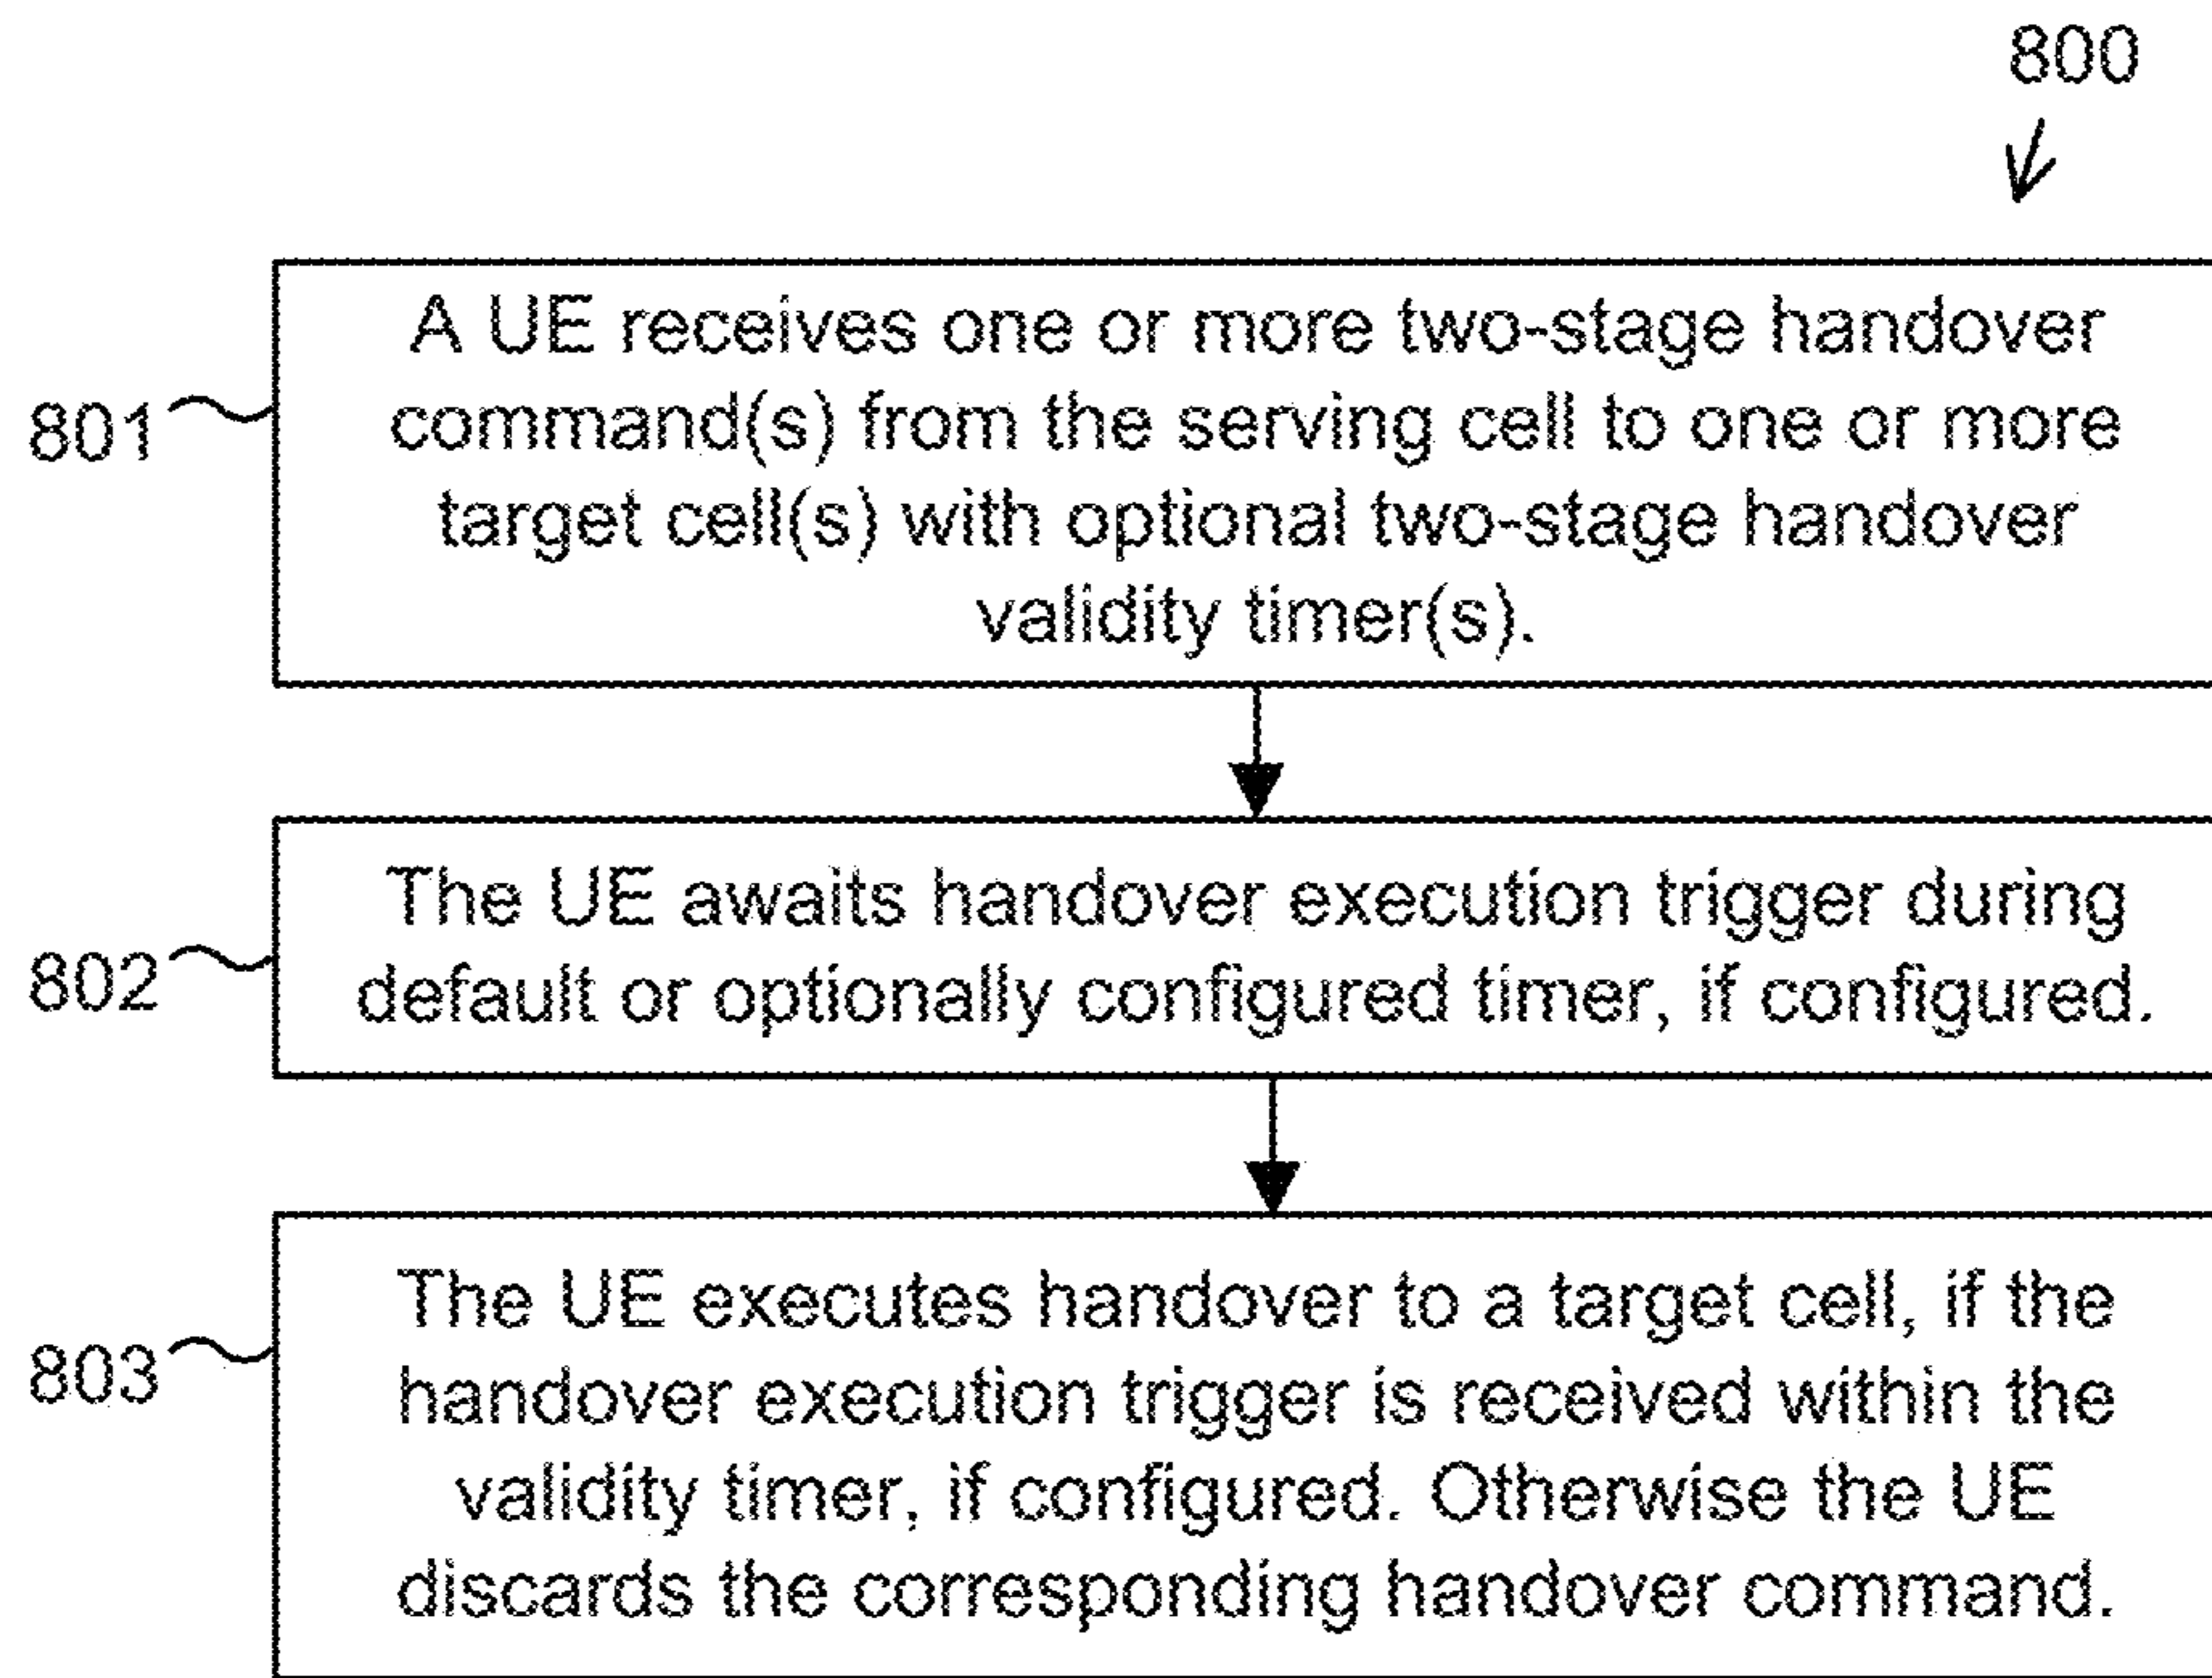 800
801
A UE receives one or more two-stage handover
command(s) from the serving cell to one or more
target cell(s) with optional two-stage handover
validity timer(s).
802
The UE awaits handover execution trigger during
default or optionally configured timer, if configured.
803
The UE executes handover to a target cell, if the
handover execution trigger is received within the
validity timer, if configured. Otherwise the UE
discards the corresponding handover command.